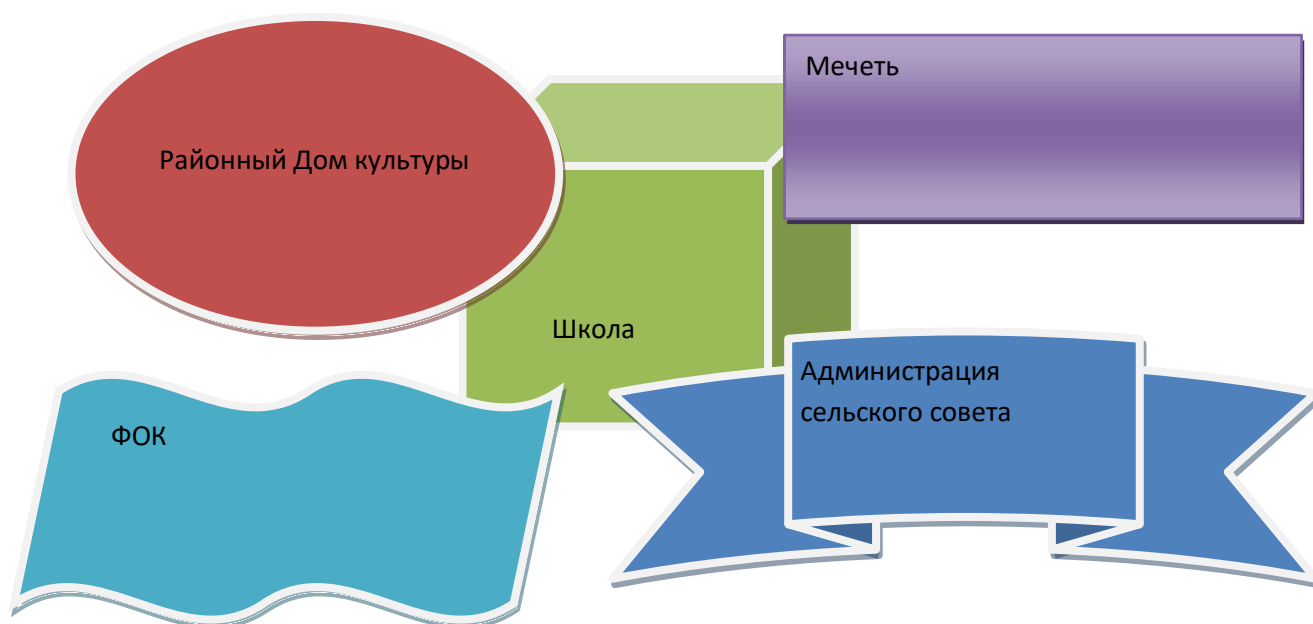 Районный Дом культуры
Мечеть
Школа
Администрация
сельского совета
ФОК